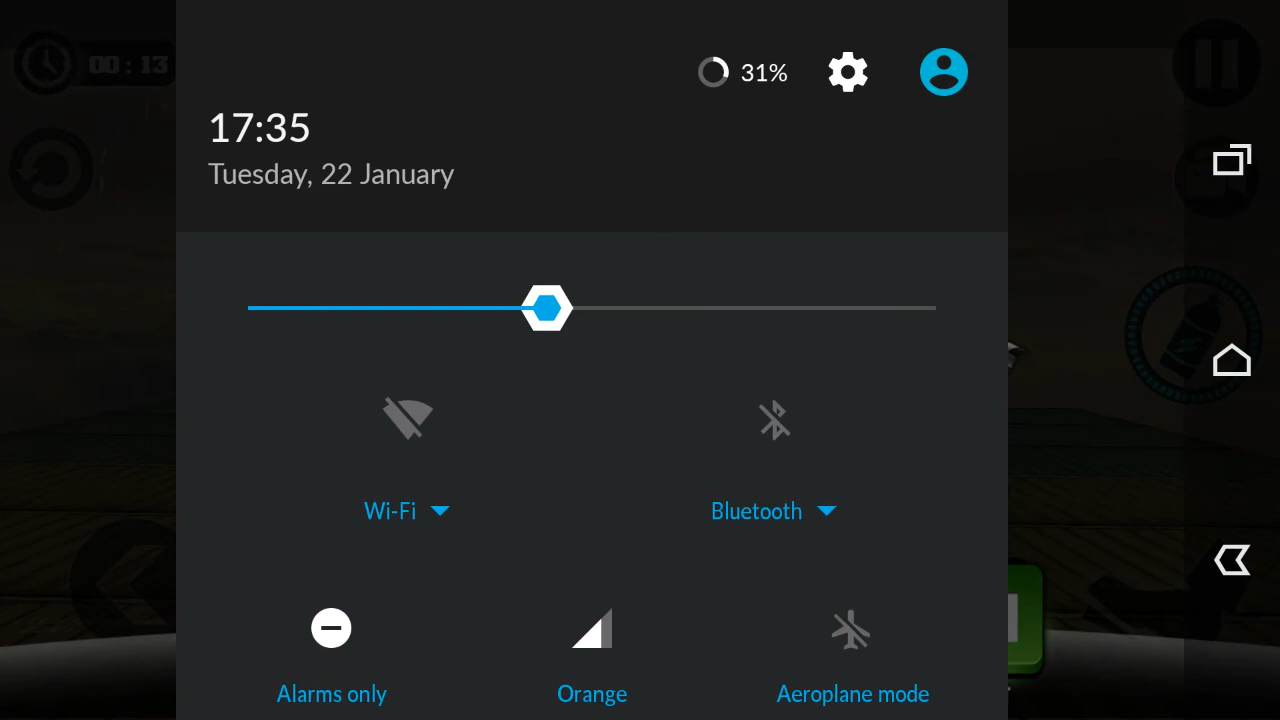 00 : 13
31%
17:35
Tuesday, 22 January
Wi-Fi
Bluetooth
Alarms only
Orange
Aeroplane mode